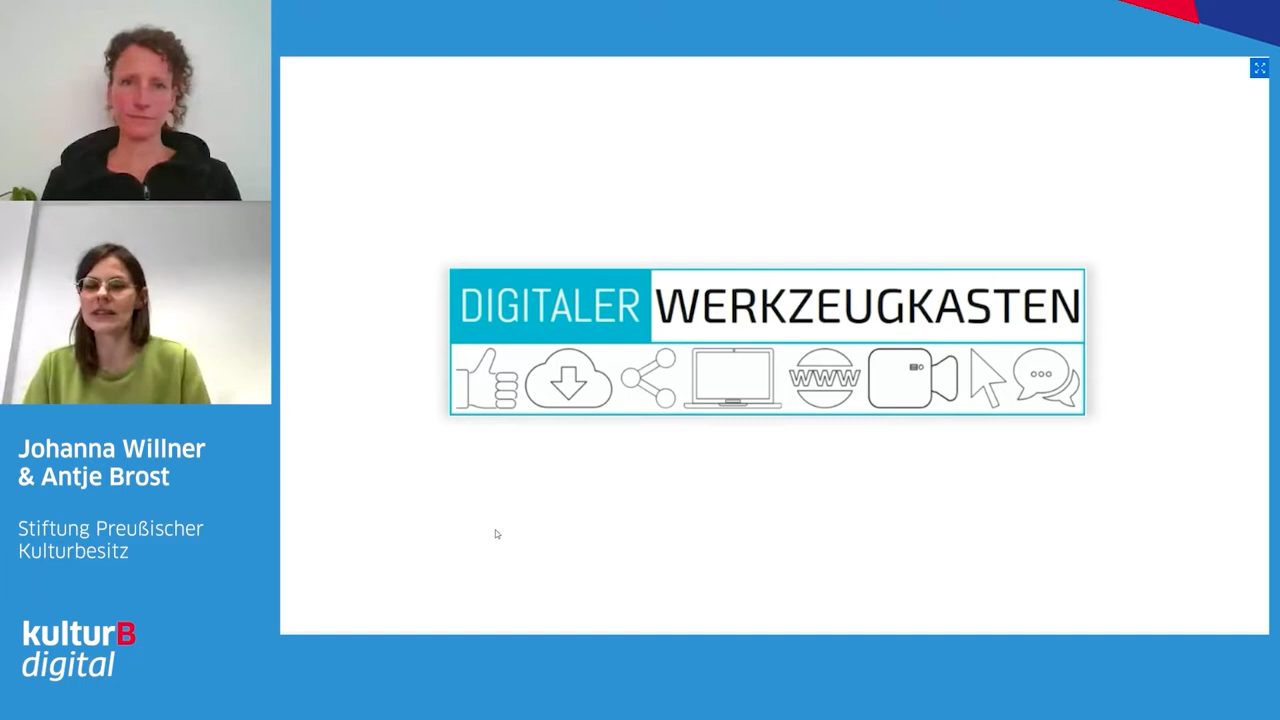 DIGITALER WERKZEUGKASTEN
WWW
Johanna Willner
& Antje Brost
Stiftung Preußischer
Kulturbesitz
kulturB
digital